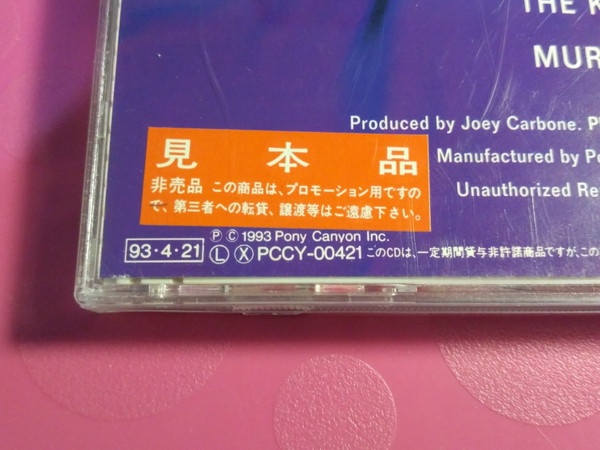 THE
MUR
Produced by Joey Carbone.
見本品
Manufactured by
非売品 この商品は、プロモーション用ですの
で、第三者への転貸、譲渡等はご遠慮下さい。
Unauthorized
Ⓟ Ⓒ 1993 Pony Canyon Inc.
93・4・21 Ⓛ Ⓧ PCCY-00421 このCDは、一定期間貸与非許諾商品ですが、この